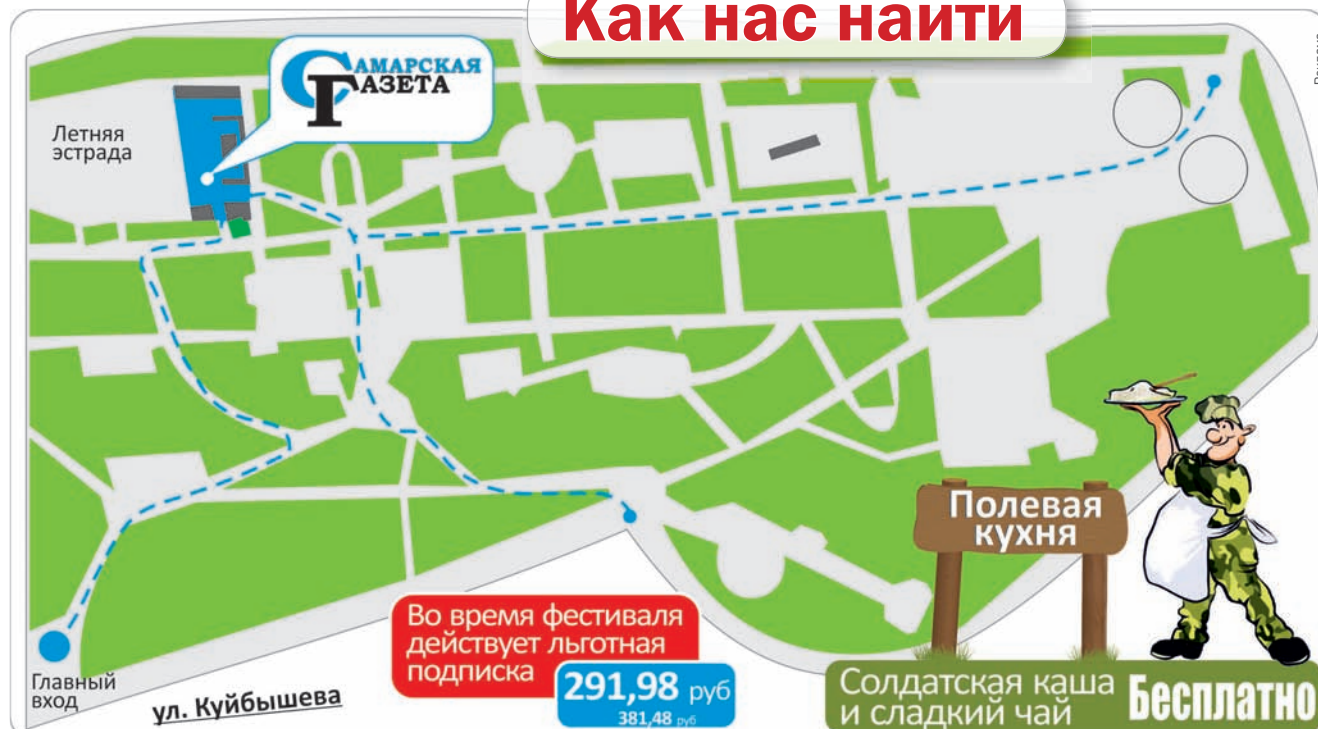 Как нас найти
САМАРСКАЯ
ГАЗЕТА
Летняя
эстрада
Полевая
кухня
Во время фестиваля
действует льготная
подписка
291,98 руб
381,48 руб
Главный
вход
ул. Куйбышева
Солдатская каша
и сладкий чай
Бесплатно